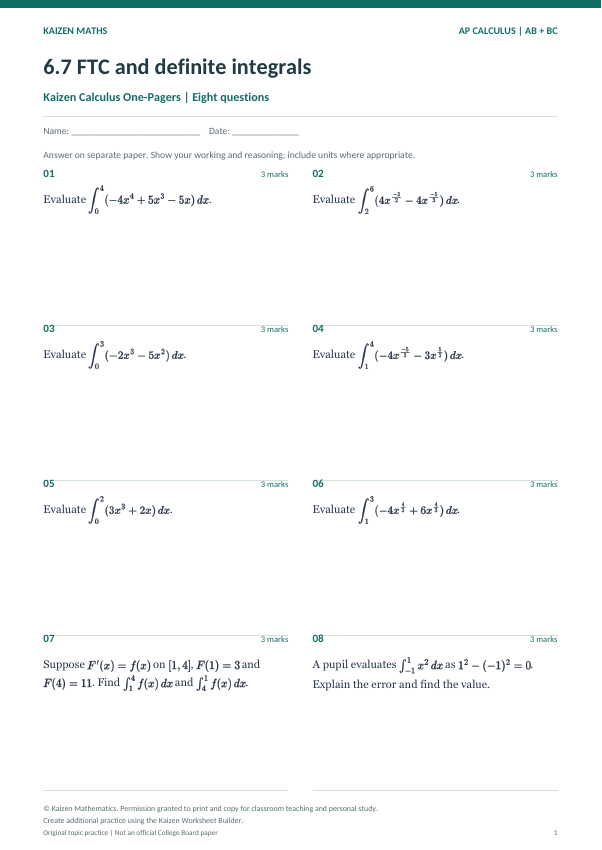 KAIZEN MATHS
AP CALCULUS | AB + BC
6.7 FTC and definite integrals
Kaizen Calculus One-Pagers | Eight questions
Name: ____________________________ Date: _______________
Answer on separate paper. Show your working and reasoning; include units where appropriate.
01 3 marks
Evaluate ∫₀⁴ (−4x⁴ + 5x³ − 5x) dx.
02 3 marks
Evaluate ∫₂⁶ (4x^(−3/2) − 4x^(−5/3)) dx.
03 3 marks
Evaluate ∫₀³ (−2x³ − 5x²) dx.
04 3 marks
Evaluate ∫₁⁴ (−4x − 3x) dx.
05 3 marks
Evaluate ∫₀² (3x³ + 2x) dx.
06 3 marks
Evaluate ∫₁³ (−4x + 6x) dx.
07 3 marks
Suppose F′(x) = f(x) on [1, 4], F(1) = 3 and
F(4) = 11. Find ∫₁⁴ f(x) dx and ∫₄¹ f(x) dx.
08 3 marks
A pupil evaluates ∫₋₁¹ x² dx as 1² − (−1)² = 0.
Explain the error and find the value.
© Kaizen Mathematics. Permission granted to print and copy for classroom teaching and personal study.
Create additional practice using the Kaizen Worksheet Builder.
Original topic practice | Not an official College Board paper
1